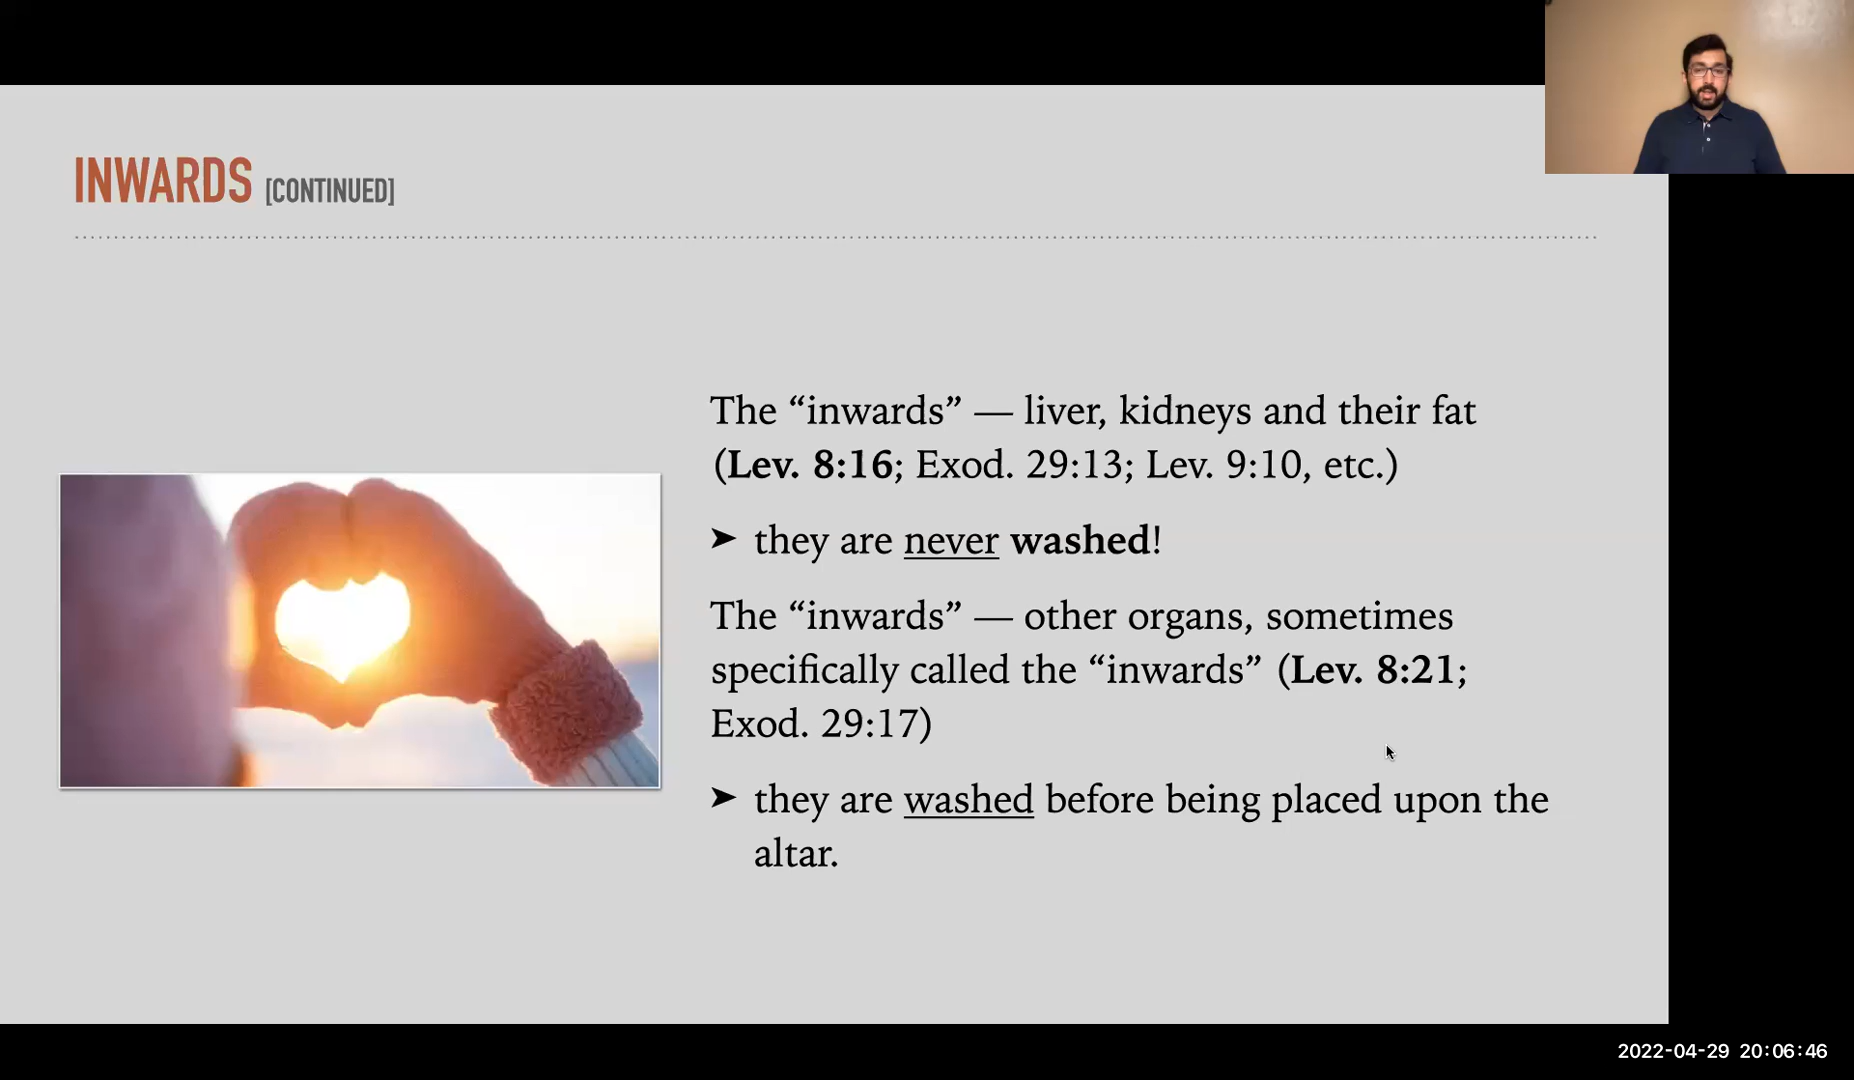 INWARDS [CONTINUED]
The “inwards” — liver, kidneys and their fat
(Lev. 8:16; Exod. 29:13; Lev. 9:10, etc.)
➤ they are never washed!
The “inwards” — other organs, sometimes
specifically called the “inwards” (Lev. 8:21;
Exod. 29:17)
➤ they are washed before being placed upon the
altar.
2022-04-29 20:06:46